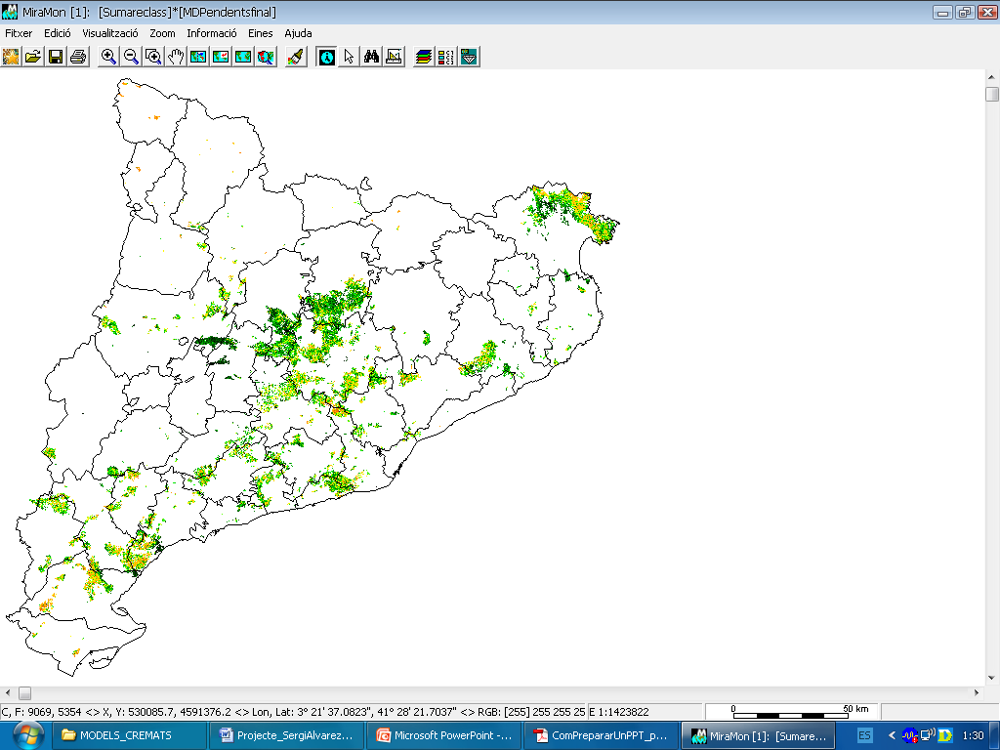 MiraMon [1]: [Sumareclass]*[MDPendentsfinal]
Fitxer Edició Visualització Zoom Informació Eines Ajuda
C, F: 9069, 5354 <> X, Y: 530085.7, 4591376.2 <> Lon, Lat: 3° 21' 37.0823", 41° 28' 21.7037" <> RGB: [255] 255 255 25 E 1:1423822
0 50 km
MODELS_CREMATS Projecte_SergiAlvarez... Microsoft PowerPoint -... ComPrepararUnPPT_p... MiraMon [1]: [Sumare... ES 1:30